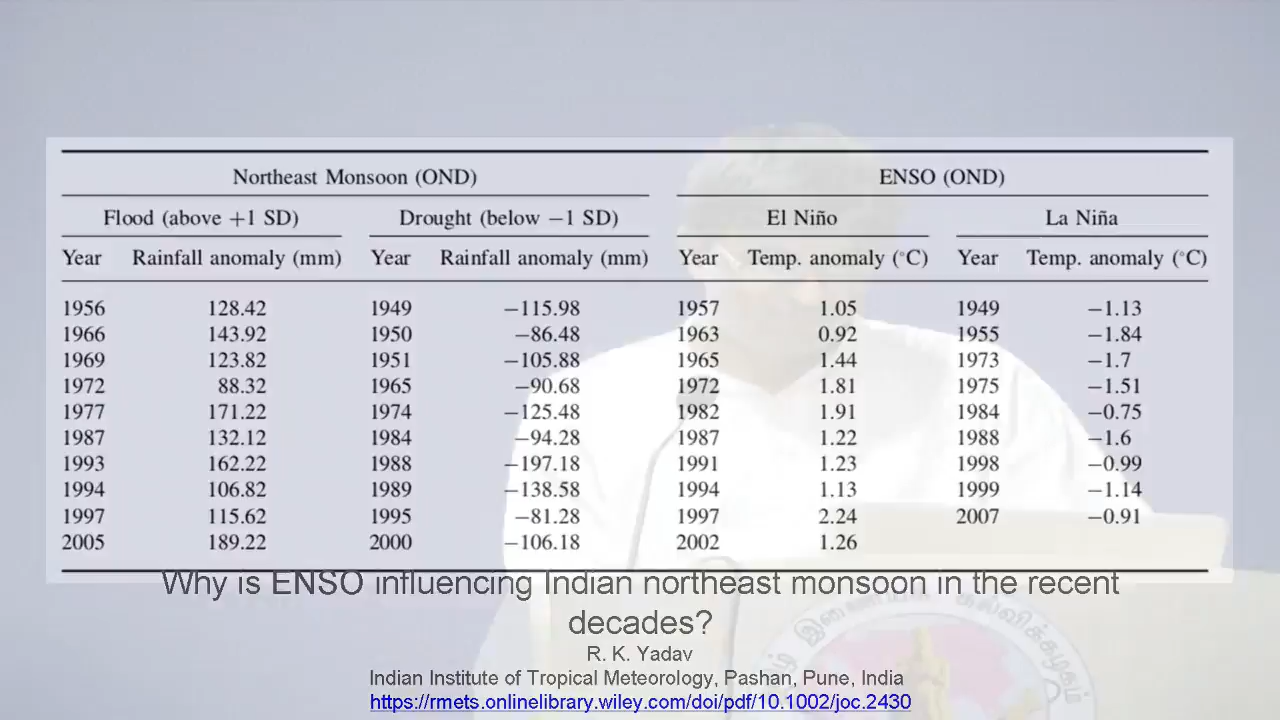 Northeast Monsoon (OND) ENSO (OND)
Flood (above +1 SD) Drought (below −1 SD) El Niño La Niña
Year Rainfall anomaly (mm) Year Rainfall anomaly (mm) Year Temp. anomaly (°C) Year Temp. anomaly (°C)
1956 128.42 1949 −115.98 1957 1.05 1949 −1.13
1966 143.92 1950 −86.48 1963 0.92 1955 −1.84
1969 123.82 1951 −105.88 1965 1.44 1973 −1.7
1972 88.32 1965 −90.68 1972 1.81 1975 −1.51
1977 171.22 1974 −125.48 1982 1.91 1984 −0.75
1987 132.12 1984 −94.28 1987 1.22 1988 −1.6
1993 162.22 1988 −197.18 1991 1.23 1998 −0.99
1994 106.82 1989 −138.58 1994 1.13 1999 −1.14
1997 115.62 1995 −81.28 1997 2.24 2007 −0.91
2005 189.22 2000 −106.18 2002 1.26
Why is ENSO influencing Indian northeast monsoon in the recent
decades?
R. K. Yadav
Indian Institute of Tropical Meteorology, Pashan, Pune, India
https://rmets.onlinelibrary.wiley.com/doi/pdf/10.1002/joc.2430